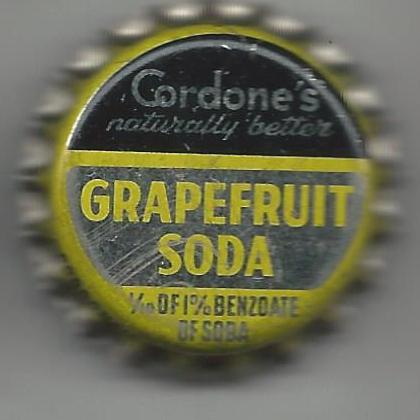 Cordone's
naturally better
GRAPEFRUIT
SODA
1/10 OF 1% BENZOATE
OF SODA